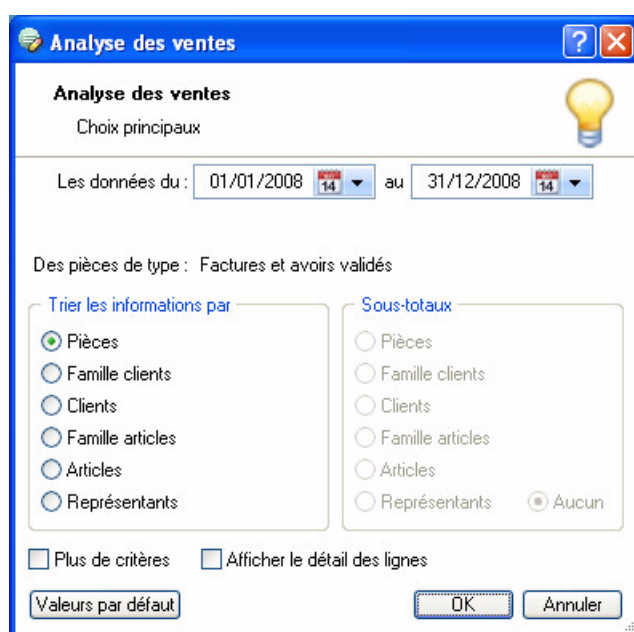 Analyse des ventes
Analyse des ventes
Choix principaux
Les données du : 01/01/2008 14 au 31/12/2008 14
Des pièces de type : Factures et avoirs validés
Trier les informations par
Pièces
Famille clients
Clients
Famille articles
Articles
Représentants
Sous-totaux
Pièces
Famille clients
Clients
Famille articles
Articles
Représentants Aucun
Plus de critères Afficher le détail des lignes
Valeurs par défaut OK Annuler